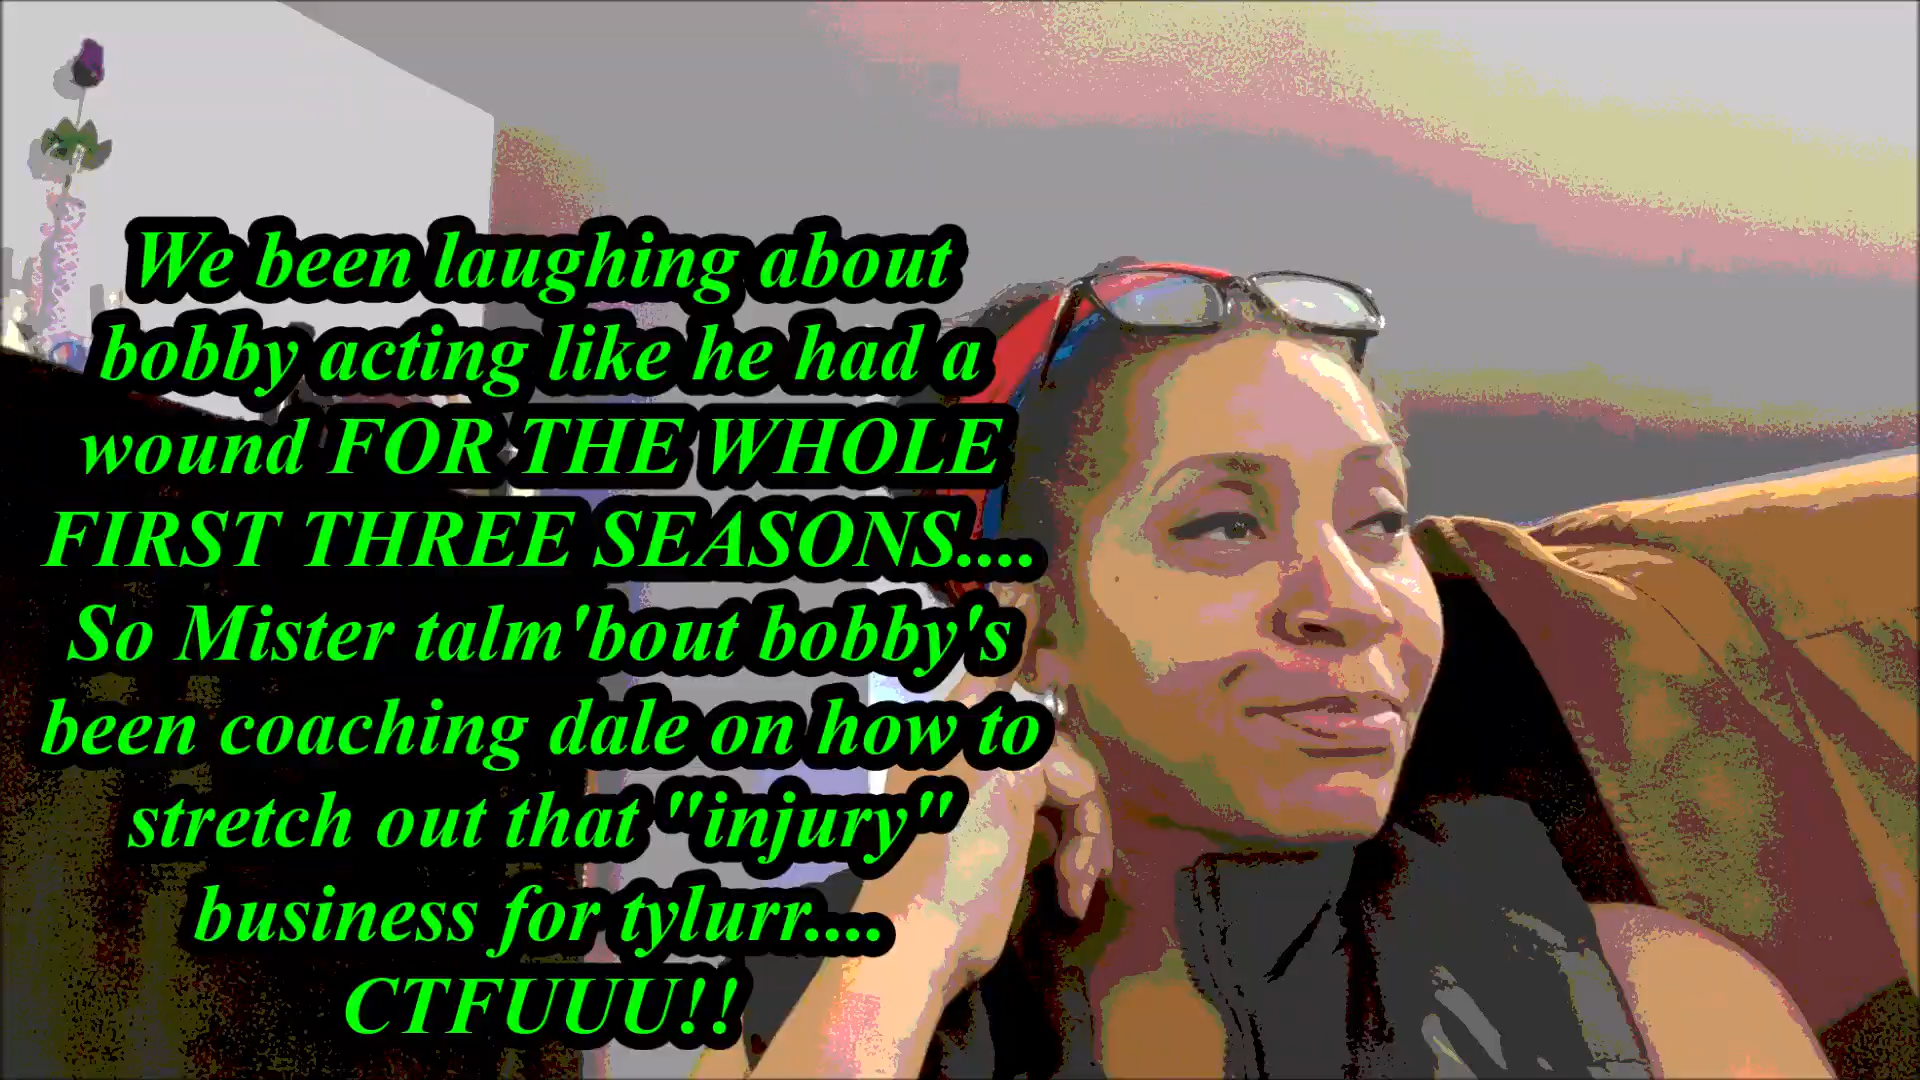 We been laughing about
bobby acting like he had a
wound FOR THE WHOLE
FIRST THREE SEASONS....
So Mister talm'bout bobby's
been coaching dale on how to
stretch out that "injury"
business for tylurr....
CTFUUU!!